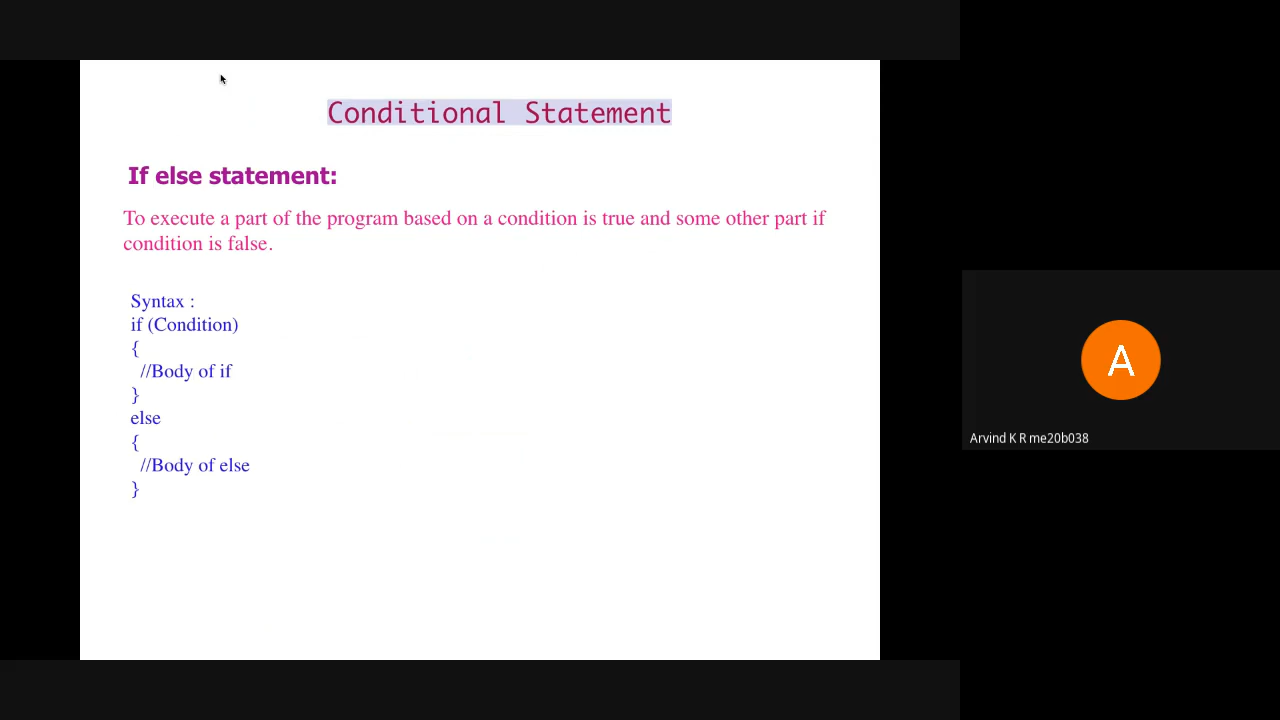 Conditional Statement
If else statement:
To execute a part of the program based on a condition is true and some other part if
condition is false.
Syntax :
if (Condition)
{
//Body of if
}
else
{
//Body of else
}
A
Arvind K R me20b038